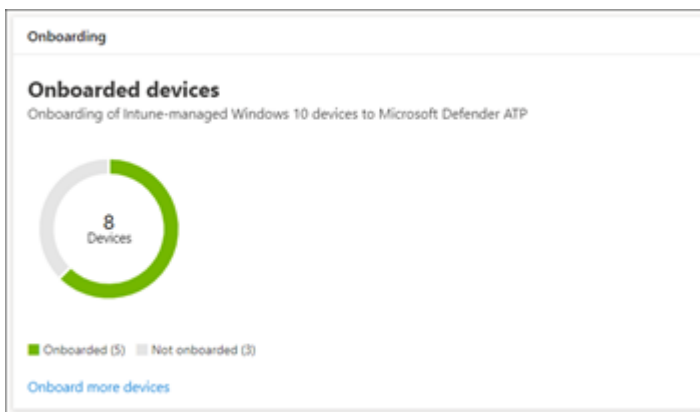 Onboarding
Onboarded devices
Onboarding of Intune-managed Windows 10 devices to Microsoft Defender ATP
8
Devices
Onboarded (5) Not onboarded (3)
Onboard more devices